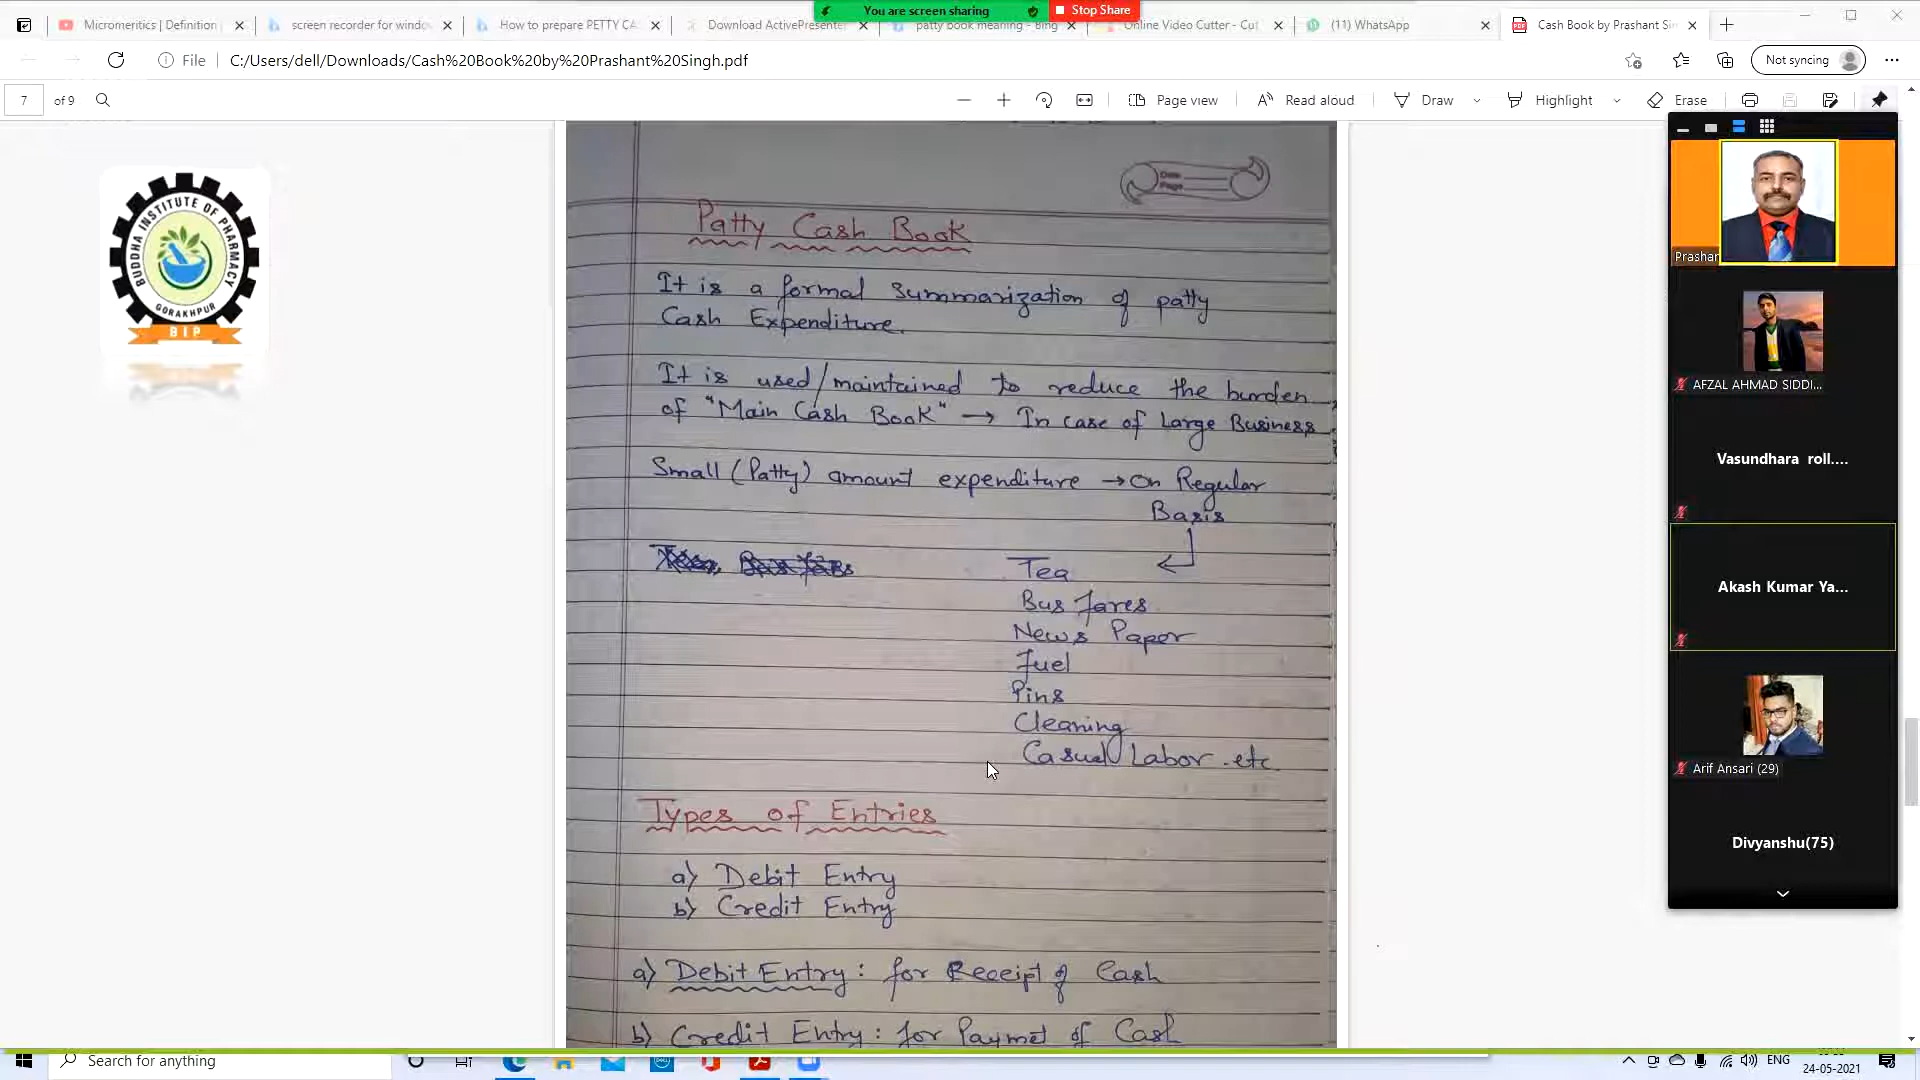 Micromeritics | Definition
screen recorder for windo
How to prepare PETTY CA
Download ActivePresenter
patty book meaning - Bing
Online Video Cutter - Cut
(11) WhatsApp
Cash Book by Prashant Sin
You are screen sharing
Stop Share
File
C:/Users/dell/Downloads/Cash%20Book%20by%20Prashant%20Singh.pdf
Not syncing
7 of 9
Page view
Read aloud
Draw
Highlight
Erase
BUDDHA INSTITUTE OF PHARMACY
GORAKHPUR
BIP
Date
Page
Patty Cash Book
It is a formal summarization of patty
Cash Expenditure.
It is used/maintained to reduce the burden
of "Main Cash Book" → In case of Large Business
Small (Patty) amount expenditure → On Regular
Basis
Tea
Bus fares
News Paper
Fuel
Pins
Cleaning
Casual Labor .etc
Types of Entries
a) Debit Entry
b) Credit Entry
a) Debit Entry : for Receipt of Cash
b) Credit Entry : for Paymet of Cash
Prashan
AFZAL AHMAD SIDDI...
Vasundhara roll....
Akash Kumar Ya...
Arif Ansari (29)
Divyanshu(75)
Search for anything
ENG
24-05-2021